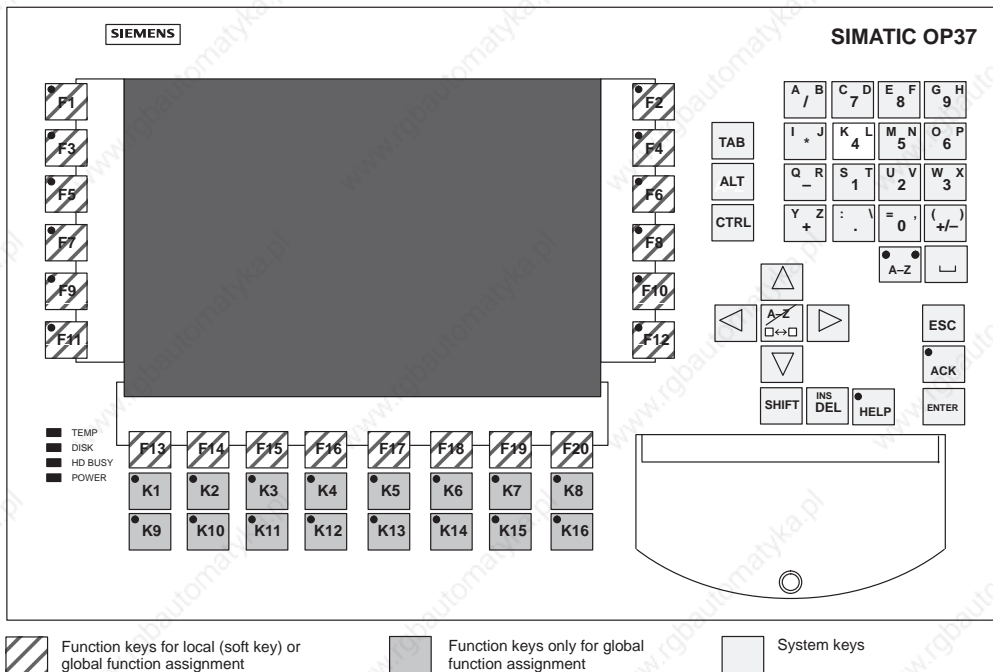 SIEMENS
SIMATIC OP37
F1
F2
A B
/
C D
7
E F
8
G H
9
F3
F4
TAB
I J
*
K L
4
M N
5
O P
6
F5
F6
ALT
Q R
–
S T
1
U V
2
W X
3
F7
F8
CTRL
Y Z
+
: \
.
= ,
0
( )
+/–
A–Z
F9
F10
A–Z
ESC
F11
F12
ACK
SHIFT
INS
DEL
HELP
ENTER
TEMP
DISK
HD BUSY
POWER
F13 F14 F15 F16 F17 F18 F19 F20
K1 K2 K3 K4 K5 K6 K7 K8
K9 K10 K11 K12 K13 K14 K15 K16
Function keys for local (soft key) or
global function assignment
Function keys only for global
function assignment
System keys
www.rgbautomatyka.pl